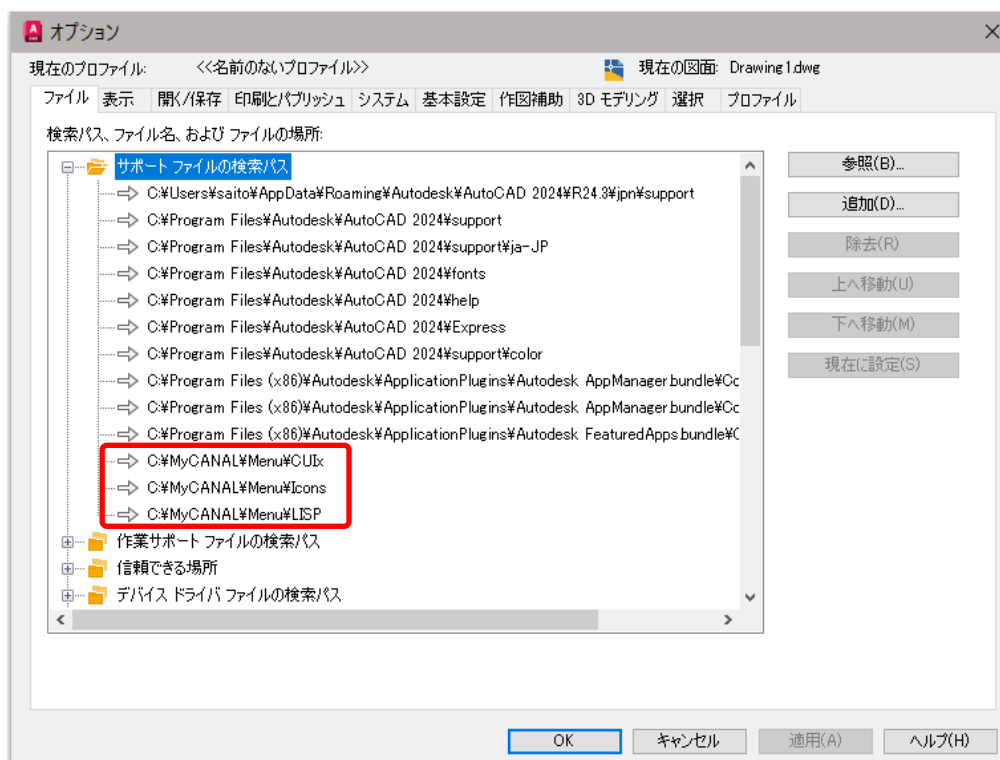 オプション
現在のプロファイル: <<名前のないプロファイル>> 現在の図面: Drawing1.dwg
ファイル 表示 開く/保存 印刷とパブリッシュ システム 基本設定 作図補助 3D モデリング 選択 プロファイル
検索パス、ファイル名、および ファイルの場所:
サポート ファイルの検索パス
C:¥Users¥saito¥AppData¥Roaming¥Autodesk¥AutoCAD 2024¥R24.3¥jpn¥support
C:¥Program Files¥Autodesk¥AutoCAD 2024¥support
C:¥Program Files¥Autodesk¥AutoCAD 2024¥support¥ja-JP
C:¥Program Files¥Autodesk¥AutoCAD 2024¥fonts
C:¥Program Files¥Autodesk¥AutoCAD 2024¥help
C:¥Program Files¥Autodesk¥AutoCAD 2024¥Express
C:¥Program Files¥Autodesk¥AutoCAD 2024¥support¥color
C:¥Program Files (x86)¥Autodesk¥ApplicationPlugins¥Autodesk AppManager.bundle¥Cc
C:¥Program Files (x86)¥Autodesk¥ApplicationPlugins¥Autodesk AppManager.bundle¥Cc
C:¥Program Files (x86)¥Autodesk¥ApplicationPlugins¥Autodesk FeaturedApps.bundle¥C
C:¥MyCANAL¥Menu¥CUIx
C:¥MyCANAL¥Menu¥Icons
C:¥MyCANAL¥Menu¥LISP
作業サポート ファイルの検索パス
信頼できる場所
デバイス ドライバ ファイルの検索パス
参照(B)...
追加(D)...
除去(R)
上へ移動(U)
下へ移動(M)
現在に設定(S)
OK キャンセル 適用(A) ヘルプ(H)